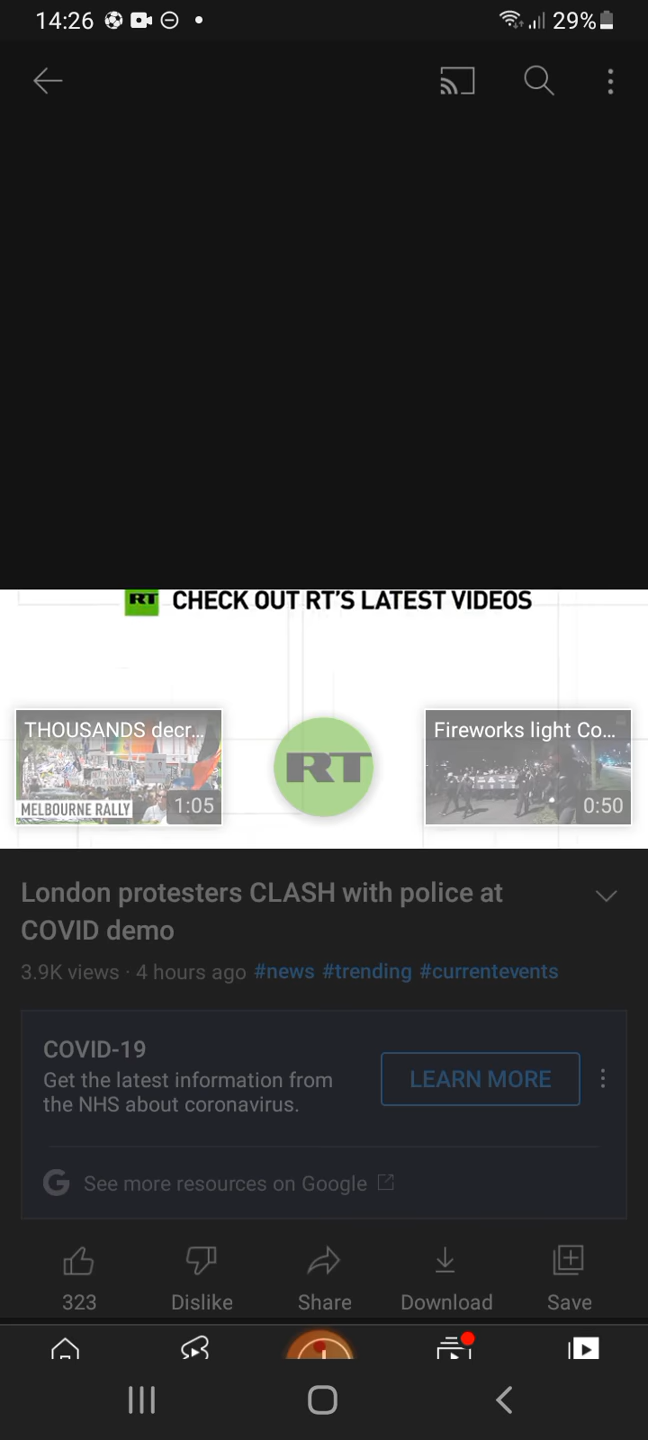 14:26
29%
RT CHECK OUT RT'S LATEST VIDEOS
THOUSANDS decr...
MELBOURNE RALLY
1:05
RT
Fireworks light Co...
0:50
London protesters CLASH with police at
COVID demo
3.9K views · 4 hours ago #news #trending #currentevents
COVID-19
Get the latest information from
the NHS about coronavirus.
LEARN MORE
See more resources on Google
323
Dislike
Share
Download
Save